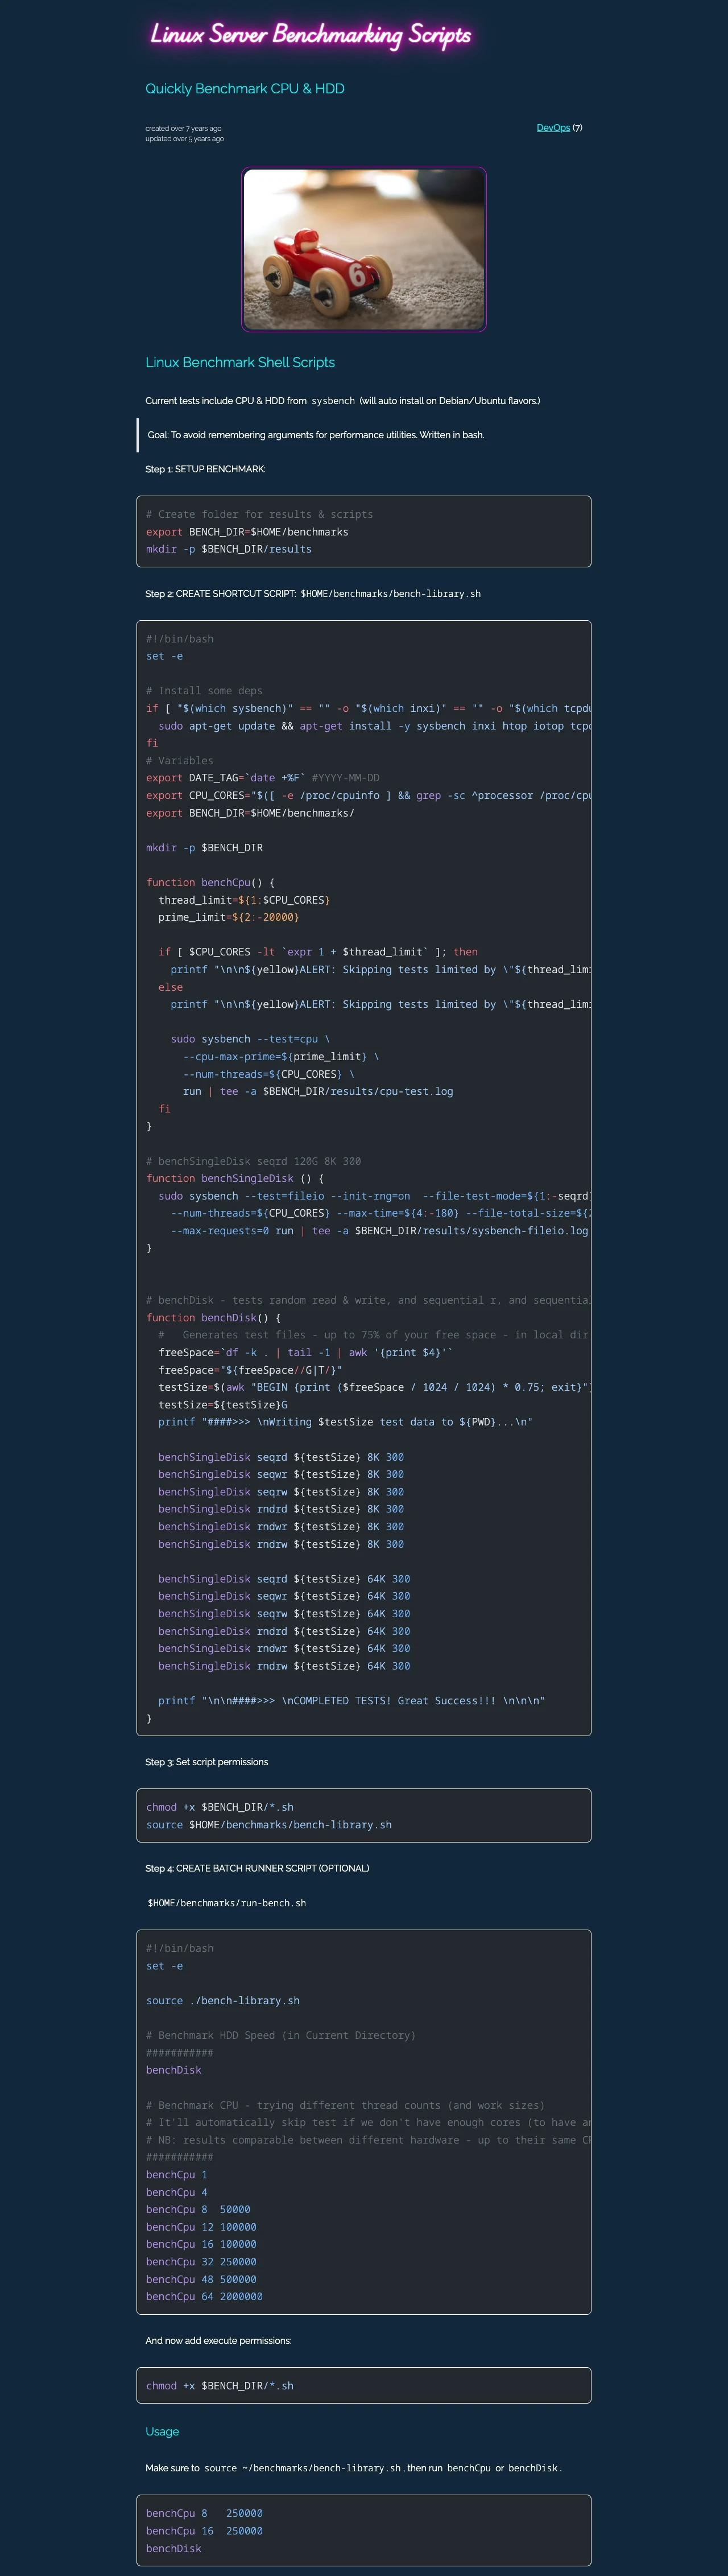 Linux Server Benchmarking Scripts
Quickly Benchmark CPU & HDD
created over 7 years ago
updated over 5 years ago
DevOps (7)
6
Linux Benchmark Shell Scripts
Current tests include CPU & HDD from sysbench (will auto install on Debian/Ubuntu flavors.)
Goal: To avoid remembering arguments for performance utilities. Written in bash.
Step 1: SETUP BENCHMARK:
# Create folder for results & scripts
export BENCH_DIR=$HOME/benchmarks
mkdir -p $BENCH_DIR/results
Step 2: CREATE SHORTCUT SCRIPT: $HOME/benchmarks/bench-library.sh
#!/bin/bash
set -e
# Install some deps
if [ "$(which sysbench)" == "" -o "$(which inxi)" == "" -o "$(which tcpdu
  sudo apt-get update && apt-get install -y sysbench inxi htop iotop tcpd
fi
# Variables
export DATE_TAG=`date +%F` #YYYY-MM-DD
export CPU_CORES="$([ -e /proc/cpuinfo ] && grep -sc ^processor /proc/cpu
export BENCH_DIR=$HOME/benchmarks/
mkdir -p $BENCH_DIR
function benchCpu() {
  thread_limit=${1:$CPU_CORES}
  prime_limit=${2:-20000}
  if [ $CPU_CORES -lt `expr 1 + $thread_limit` ]; then
    printf "\n\n${yellow}ALERT: Skipping tests limited by \"${thread_limi
  else
    printf "\n\n${yellow}ALERT: Skipping tests limited by \"${thread_limi
    sudo sysbench --test=cpu \
      --cpu-max-prime=${prime_limit} \
      --num-threads=${CPU_CORES} \
      run | tee -a $BENCH_DIR/results/cpu-test.log
  fi
}
# benchSingleDisk seqrd 120G 8K 300
function benchSingleDisk () {
  sudo sysbench --test=fileio --init-rng=on  --file-test-mode=${1:-seqrd}
    --num-threads=${CPU_CORES} --max-time=${4:-180} --file-total-size=${2
    --max-requests=0 run | tee -a $BENCH_DIR/results/sysbench-fileio.log
}
# benchDisk - tests random read & write, and sequential r, and sequential
function benchDisk() {
  #   Generates test files - up to 75% of your free space - in local dir
  freeSpace=`df -k . | tail -1 | awk '{print $4}'`
  freeSpace="${freeSpace//G|T/}"
  testSize=$(awk "BEGIN {print ($freeSpace / 1024 / 1024) * 0.75; exit}")
  testSize=${testSize}G
  printf "####>>> \nWriting $testSize test data to ${PWD}...\n"
  benchSingleDisk seqrd ${testSize} 8K 300
  benchSingleDisk seqwr ${testSize} 8K 300
  benchSingleDisk seqrw ${testSize} 8K 300
  benchSingleDisk rndrd ${testSize} 8K 300
  benchSingleDisk rndwr ${testSize} 8K 300
  benchSingleDisk rndrw ${testSize} 8K 300
  benchSingleDisk seqrd ${testSize} 64K 300
  benchSingleDisk seqwr ${testSize} 64K 300
  benchSingleDisk seqrw ${testSize} 64K 300
  benchSingleDisk rndrd ${testSize} 64K 300
  benchSingleDisk rndwr ${testSize} 64K 300
  benchSingleDisk rndrw ${testSize} 64K 300
  printf "\n\n####>>> \nCOMPLETED TESTS! Great Success!!! \n\n\n"
}
Step 3: Set script permissions
chmod +x $BENCH_DIR/*.sh
source $HOME/benchmarks/bench-library.sh
Step 4: CREATE BATCH RUNNER SCRIPT (OPTIONAL)
$HOME/benchmarks/run-bench.sh
#!/bin/bash
set -e
source ./bench-library.sh
# Benchmark HDD Speed (in Current Directory)
###########
benchDisk
# Benchmark CPU - trying different thread counts (and work sizes)
# It'll automatically skip test if we don't have enough cores (to have an
# NB: results comparable between different hardware - up to their same CP
###########
benchCpu 1
benchCpu 4
benchCpu 8  50000
benchCpu 12 100000
benchCpu 16 100000
benchCpu 32 250000
benchCpu 48 500000
benchCpu 64 2000000
And now add execute permissions:
chmod +x $BENCH_DIR/*.sh
Usage
Make sure to source ~/benchmarks/bench-library.sh, then run benchCpu or benchDisk.
benchCpu 8   250000
benchCpu 16  250000
benchDisk